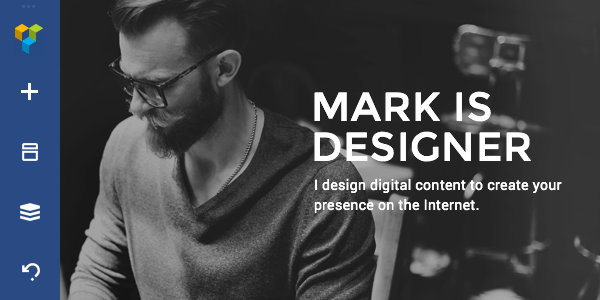 MARK IS
DESIGNER
I design digital content to create your
presence on the Internet.